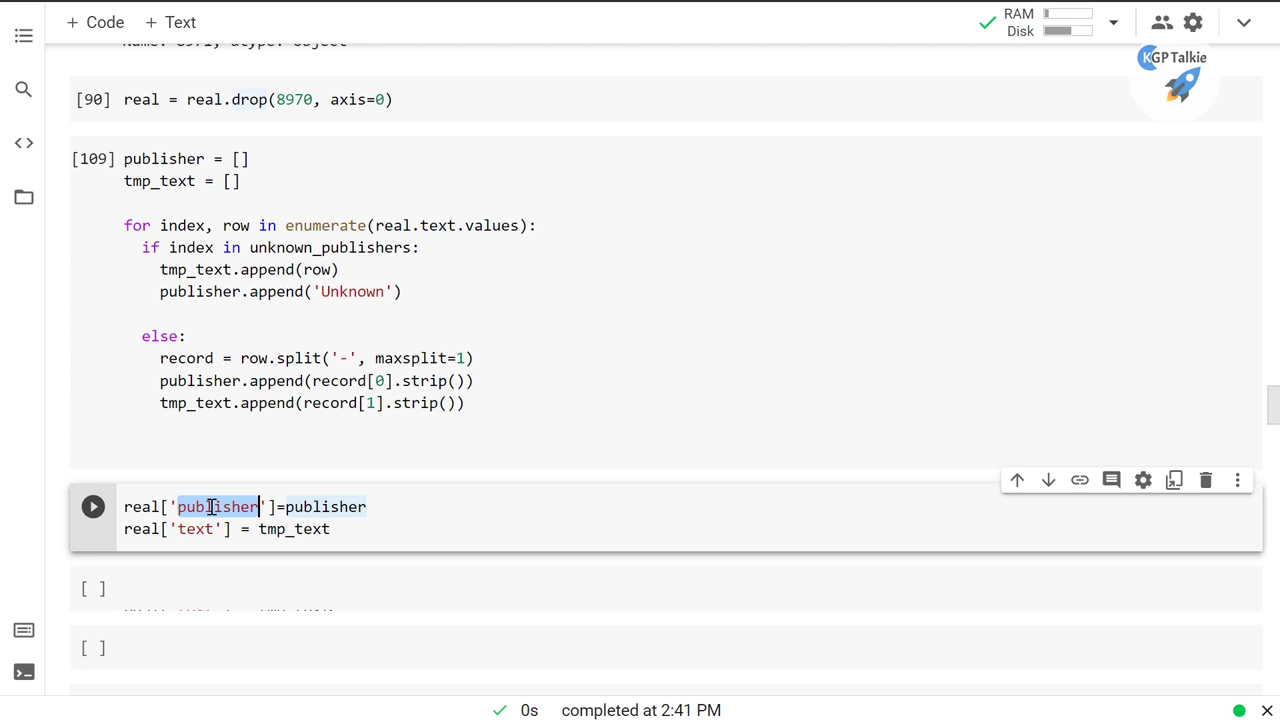 + Code + Text
RAM
Disk
KGPTalkie
[90] real = real.drop(8970, axis=0)
[109] publisher = []
tmp_text = []
for index, row in enumerate(real.text.values):
if index in unknown_publishers:
tmp_text.append(row)
publisher.append('Unknown')
else:
record = row.split('-', maxsplit=1)
publisher.append(record[0].strip())
tmp_text.append(record[1].strip())
real['publisher']=publisher
real['text'] = tmp_text
[ ]
[ ]
0s completed at 2:41 PM